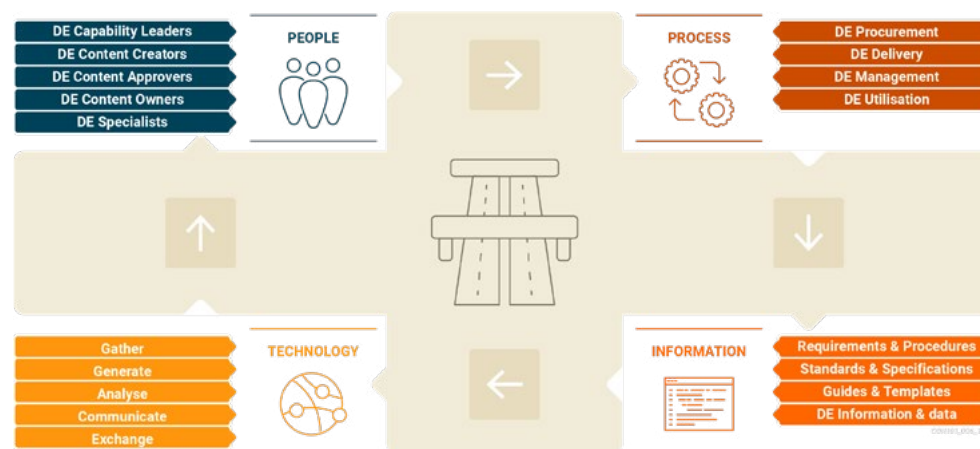 DE Capability Leaders
DE Content Creators
DE Content Approvers
DE Content Owners
DE Specialists
PEOPLE
PROCESS
DE Procurement
DE Delivery
DE Management
DE Utilisation
Gather
Generate
Analyse
Communicate
Exchange
TECHNOLOGY
INFORMATION
Requirements & Procedures
Standards & Specifications
Guides & Templates
DE Information & data